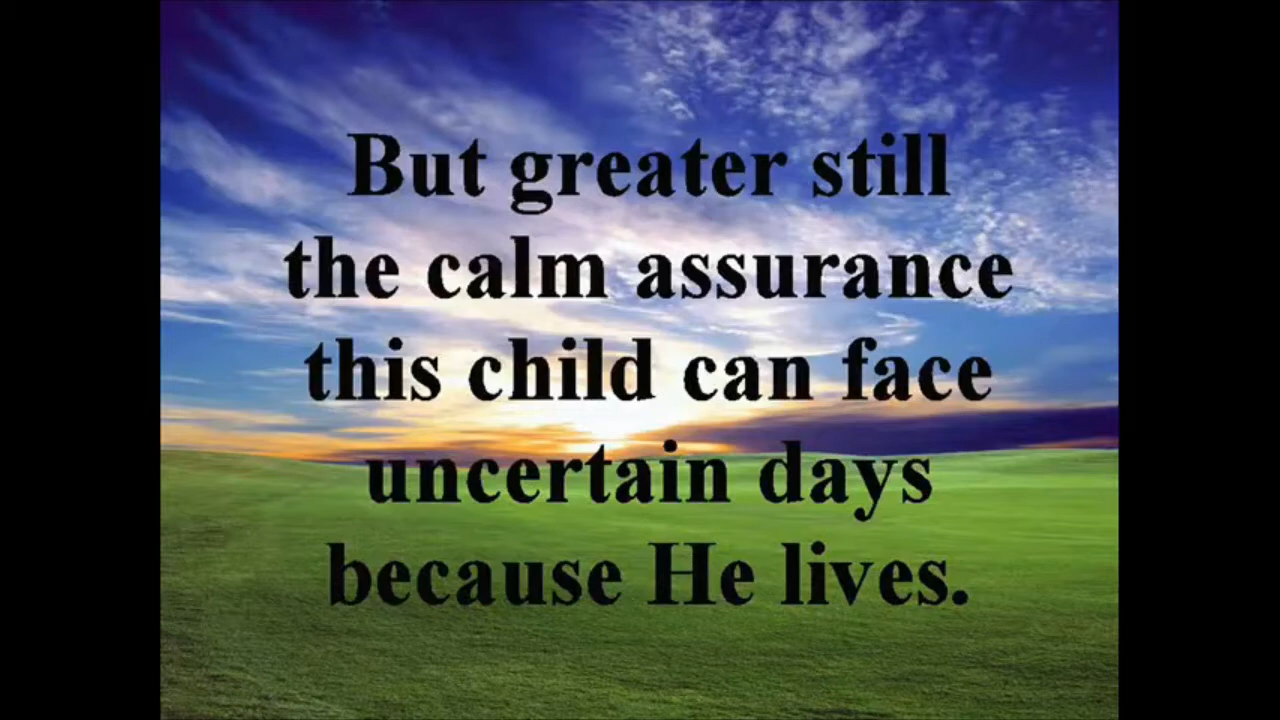 But greater still
the calm assurance
this child can face
uncertain days
because He lives.